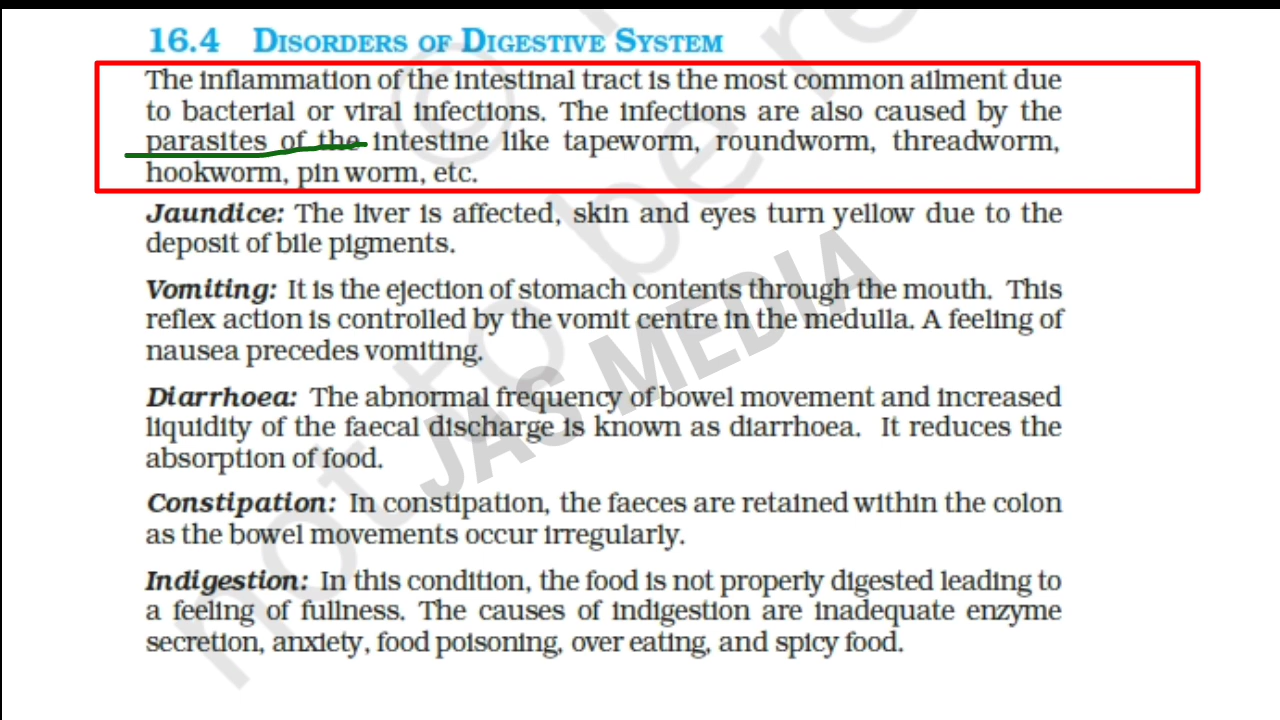 16.4 DISORDERS OF DIGESTIVE SYSTEM
The inflammation of the intestinal tract is the most common ailment due
to bacterial or viral infections. The infections are also caused by the
parasites of the intestine like tapeworm, roundworm, threadworm,
hookworm, pin worm, etc.
Jaundice: The liver is affected, skin and eyes turn yellow due to the
deposit of bile pigments.
Vomiting: It is the ejection of stomach contents through the mouth. This
reflex action is controlled by the vomit centre in the medulla. A feeling of
nausea precedes vomiting.
Diarrhoea: The abnormal frequency of bowel movement and increased
liquidity of the faecal discharge is known as diarrhoea. It reduces the
absorption of food.
Constipation: In constipation, the faeces are retained within the colon
as the bowel movements occur irregularly.
Indigestion: In this condition, the food is not properly digested leading to
a feeling of fullness. The causes of indigestion are inadequate enzyme
secretion, anxiety, food poisoning, over eating, and spicy food.
JAS MEDIA
not to be re
©